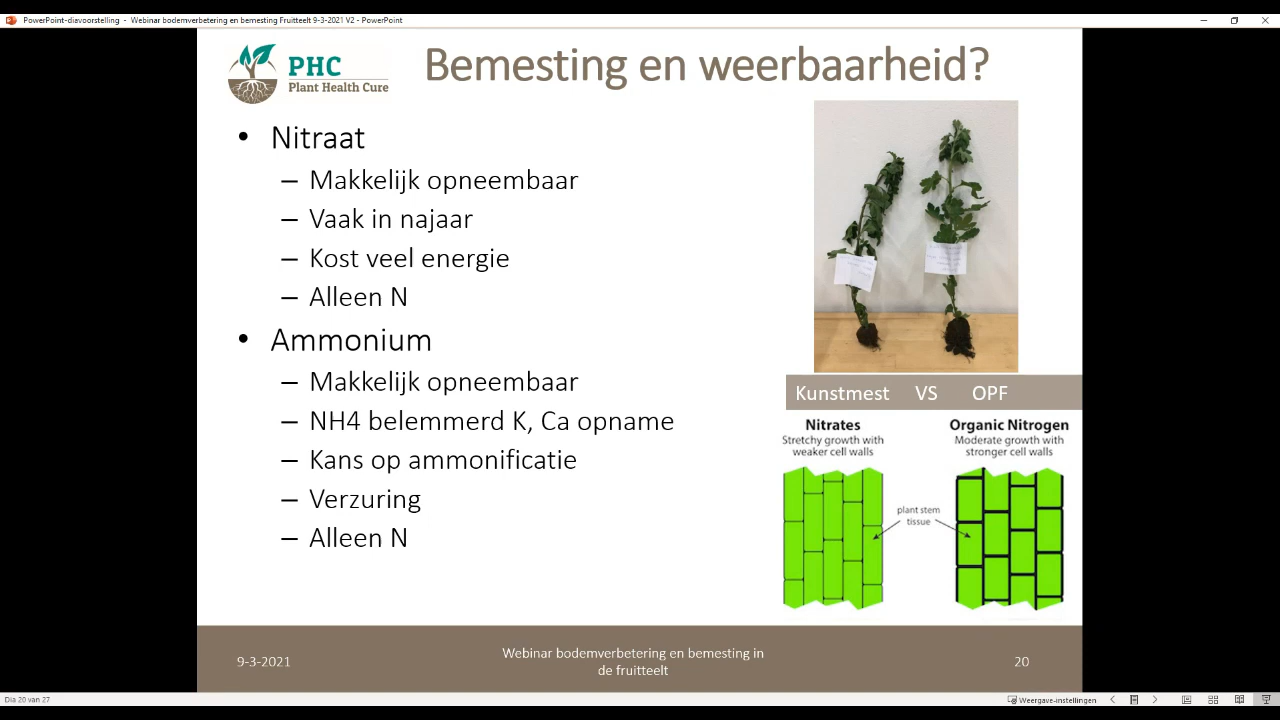 PowerPoint-diavoorstelling - Webinar bodemverbetering en bemesting Fruitteelt 9-3-2021 V2 - PowerPoint
PHC
Plant Health Cure
Bemesting en weerbaarheid?
• Nitraat
– Makkelijk opneembaar
– Vaak in najaar
– Kost veel energie
– Alleen N
• Ammonium
– Makkelijk opneembaar
– NH4 belemmerd K, Ca opname
– Kans op ammonificatie
– Verzuring
– Alleen N
Kunstmest VS OPF
Nitrates
Stretchy growth with
weaker cell walls
Organic Nitrogen
Moderate growth with
stronger cell walls
plant stem
tissue
9-3-2021
Webinar bodemverbetering en bemesting in
de fruitteelt
20
Dia 20 van 27
Weergave-instellingen